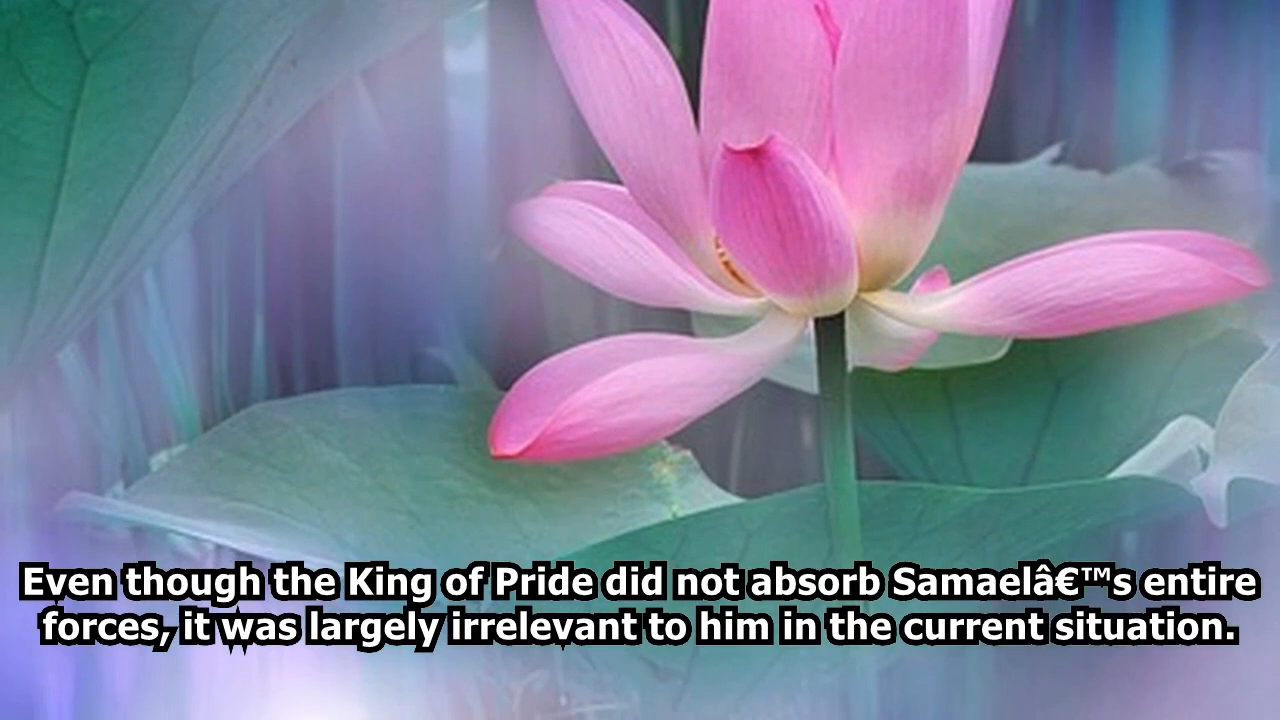 Even though the King of Pride did not absorb Samaelâ€™s entire
forces, it was largely irrelevant to him in the current situation.